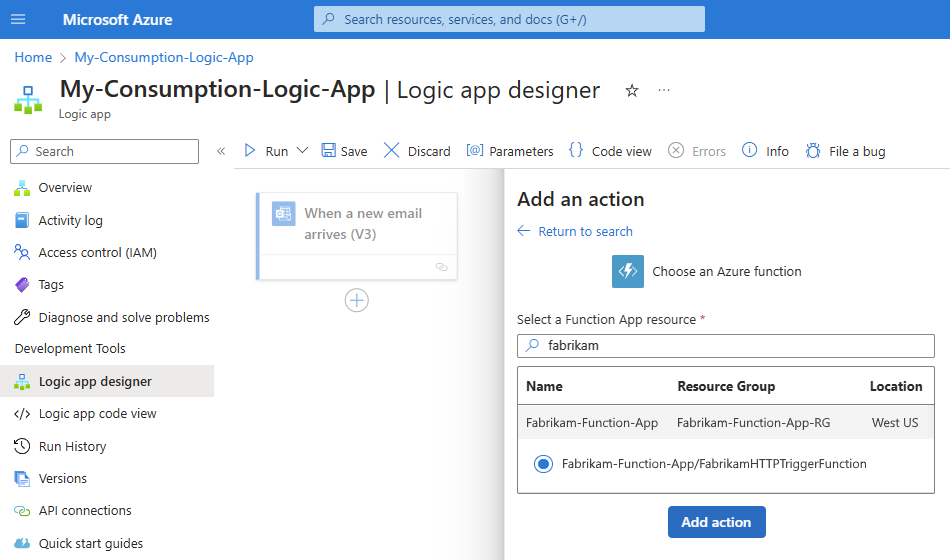 Microsoft Azure
Search resources, services, and docs (G+/)
Home > My-Consumption-Logic-App
My-Consumption-Logic-App | Logic app designer
Logic app
Search
Run Save Discard Parameters Code view Errors Info File a bug
Overview
Activity log
Access control (IAM)
Tags
Diagnose and solve problems
Development Tools
Logic app designer
Logic app code view
Run History
Versions
API connections
Quick start guides
When a new email
arrives (V3)
Add an action
Return to search
Choose an Azure function
Select a Function App resource *
fabrikam
Name Resource Group Location
Fabrikam-Function-App Fabrikam-Function-App-RG West US
Fabrikam-Function-App/FabrikamHTTPTriggerFunction
Add action